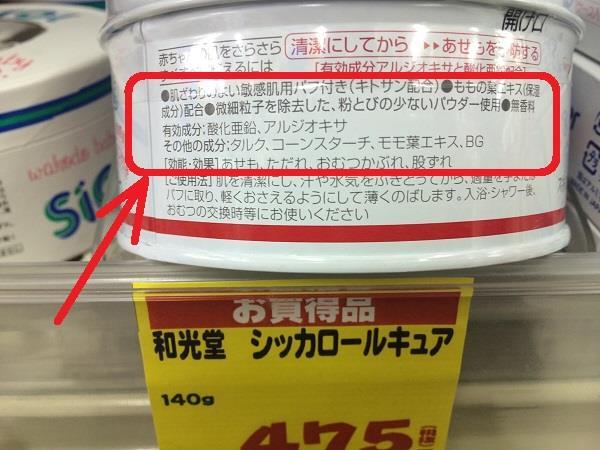 開け口
赤ちゃんの肌をさらさら 清潔にしてから ▶▶あせもを予防する
[有効成分アルジオキサと酸化亜鉛配合]
●肌ざわりのよい敏感肌用パフ付き(キトサン配合)●ももの葉エキス(保湿
成分)配合●微細粒子を除去した、粉とびの少ないパウダー使用●無香料
有効成分:酸化亜鉛、アルジオキサ
その他の成分:タルク、コーンスターチ、モモ葉エキス、BG
[効能・効果]あせも、ただれ、おむつかぶれ、股ずれ
[ご使用法]肌を清潔にし、汗や水気をふきとってから、適量を
パフに取り、軽くおさえるようにして薄くのばします。入浴・シャワー後、
おむつの交換時等にお使いください
お買得品
和光堂 シッカロールキュア
140g
475